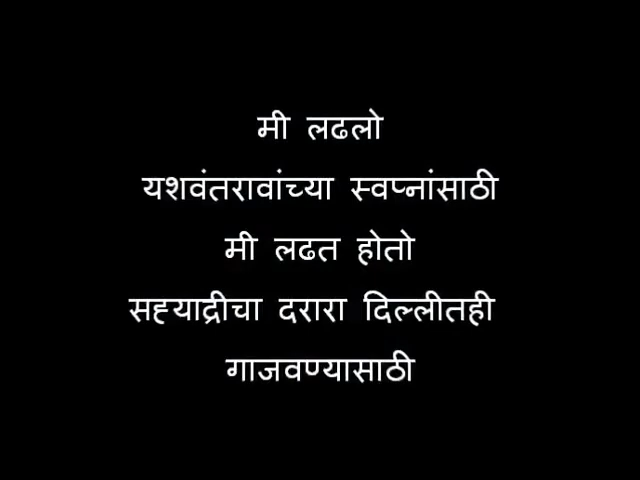 मी लढलो
यशवंतरावांच्या स्वप्नांसाठी
मी लढत होतो
सह्याद्रीचा दरारा दिल्लीतही
गाजवण्यासाठी